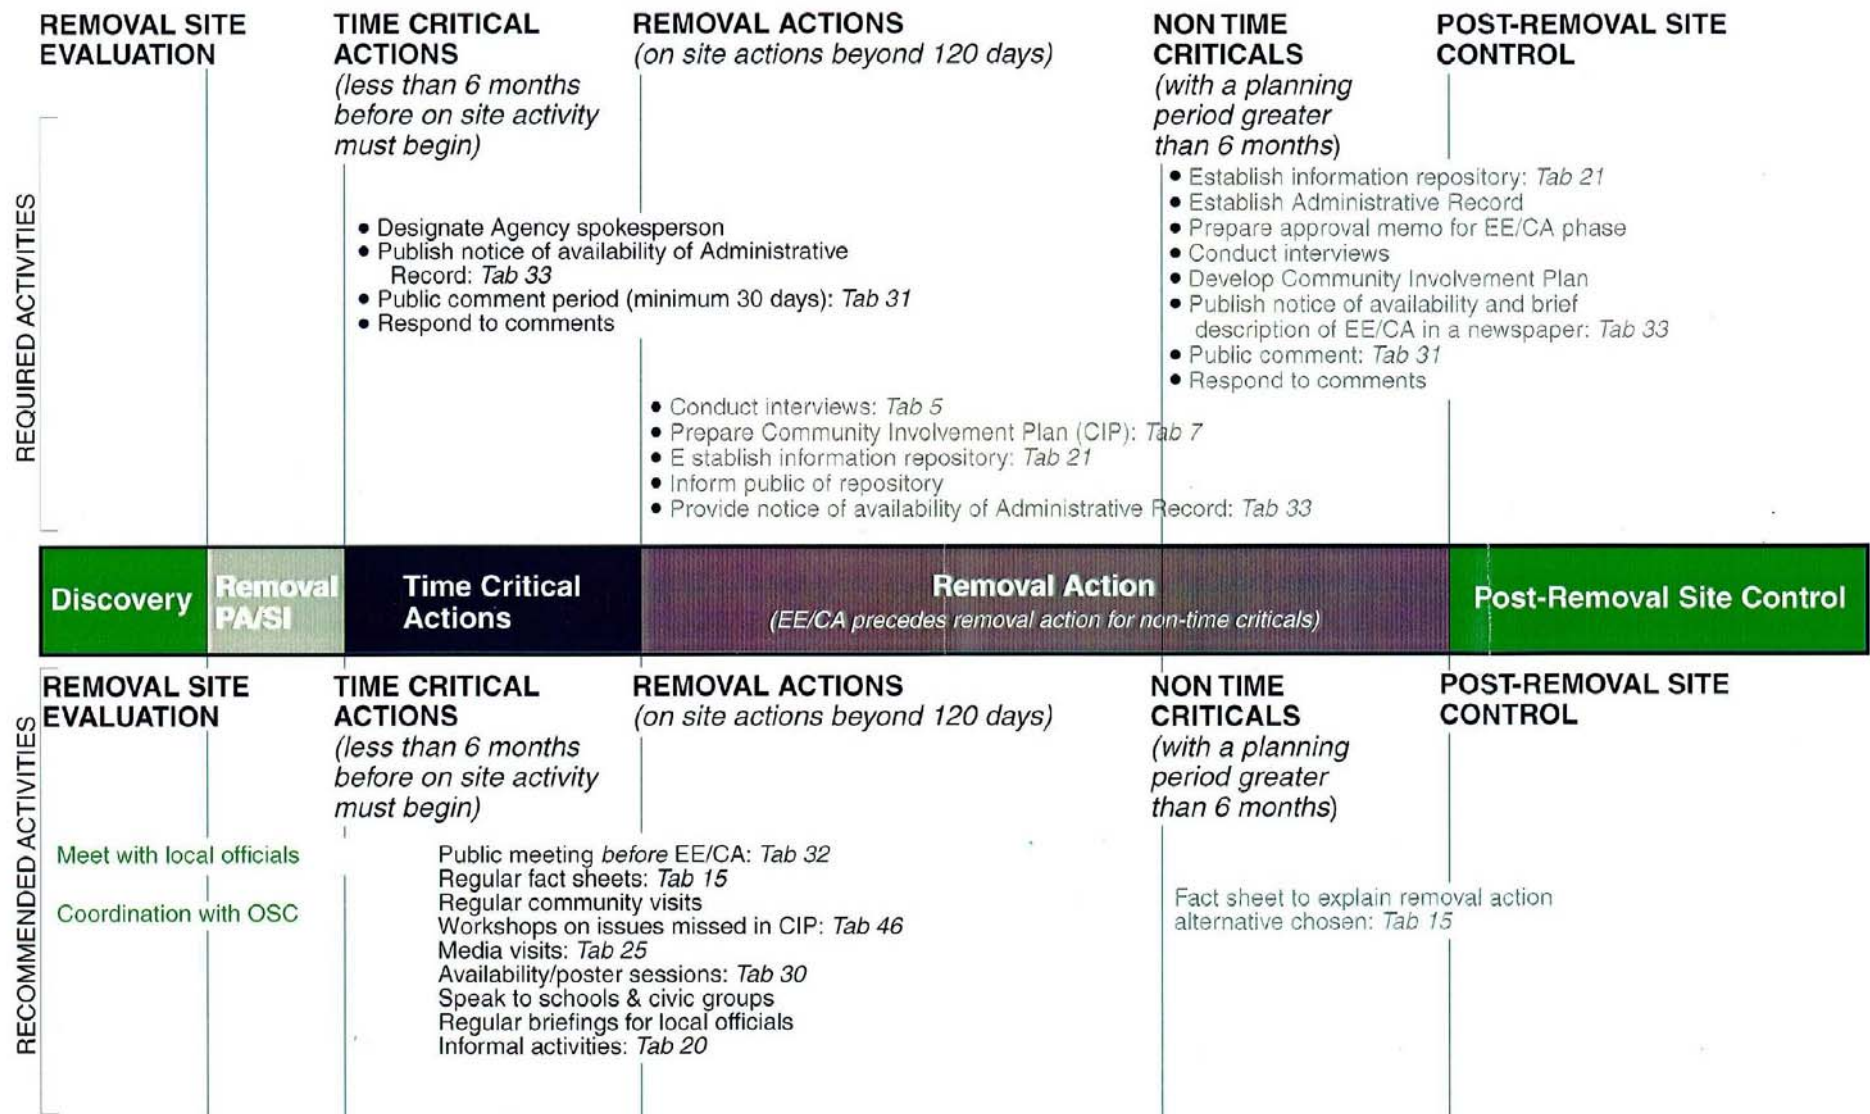 REMOVAL SITE
EVALUATION
TIME CRITICAL
ACTIONS
(less than 6 months
before on site activity
must begin)
REMOVAL ACTIONS
(on site actions beyond 120 days)
NON TIME
CRITICALS
(with a planning
period greater
than 6 months)
POST-REMOVAL SITE
CONTROL
REQUIRED ACTIVITIES
• Designate Agency spokesperson
• Publish notice of availability of Administrative
Record: Tab 33
• Public comment period (minimum 30 days): Tab 31
• Respond to comments
• Conduct interviews: Tab 5
• Prepare Community Involvement Plan (CIP): Tab 7
• E stablish information repository: Tab 21
• Inform public of repository
• Provide notice of availability of Administrative Record: Tab 33
• Establish information repository: Tab 21
• Establish Administrative Record
• Prepare approval memo for EE/CA phase
• Conduct interviews
• Develop Community Involvement Plan
• Publish notice of availability and brief
description of EE/CA in a newspaper: Tab 33
• Public comment: Tab 31
• Respond to comments
Discovery
Removal
PA/SI
Time Critical
Actions
Removal Action
(EE/CA precedes removal action for non-time criticals)
Post-Removal Site Control
REMOVAL SITE
EVALUATION
TIME CRITICAL
ACTIONS
(less than 6 months
before on site activity
must begin)
REMOVAL ACTIONS
(on site actions beyond 120 days)
NON TIME
CRITICALS
(with a planning
period greater
than 6 months)
POST-REMOVAL SITE
CONTROL
RECOMMENDED ACTIVITIES
Meet with local officials
Coordination with OSC
Public meeting before EE/CA: Tab 32
Regular fact sheets: Tab 15
Regular community visits
Workshops on issues missed in CIP: Tab 46
Media visits: Tab 25
Availability/poster sessions: Tab 30
Speak to schools & civic groups
Regular briefings for local officials
Informal activities: Tab 20
Fact sheet to explain removal action
alternative chosen: Tab 15